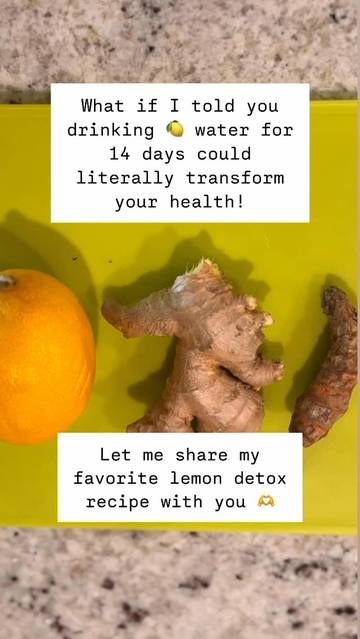 What if I told you
drinking 🍋 water for
14 days could
literally transform
your health!
Let me share my
favorite lemon detox
recipe with you 🫶